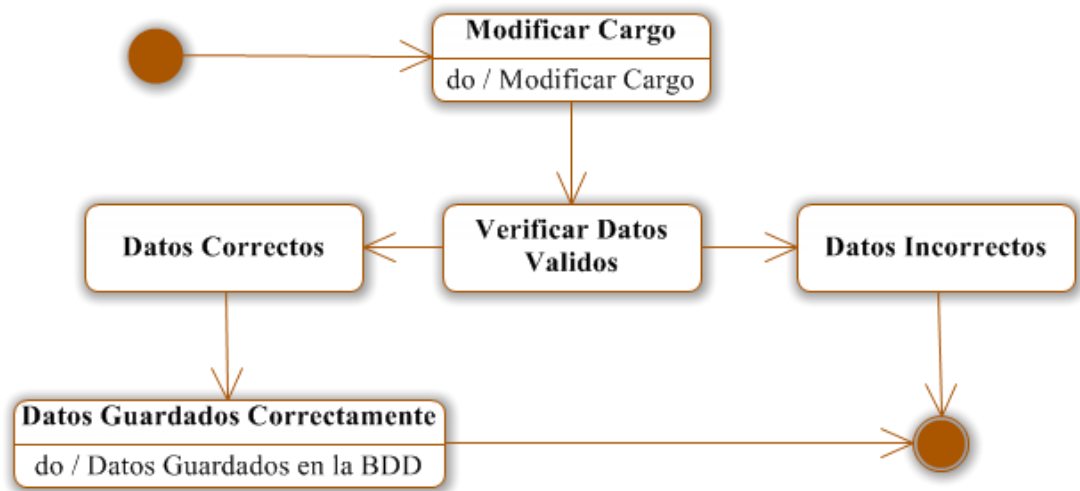 Modificar Cargo
do / Modificar Cargo
Datos Correctos
Verificar Datos
Validos
Datos Incorrectos
Datos Guardados Correctamente
do / Datos Guardados en la BDD